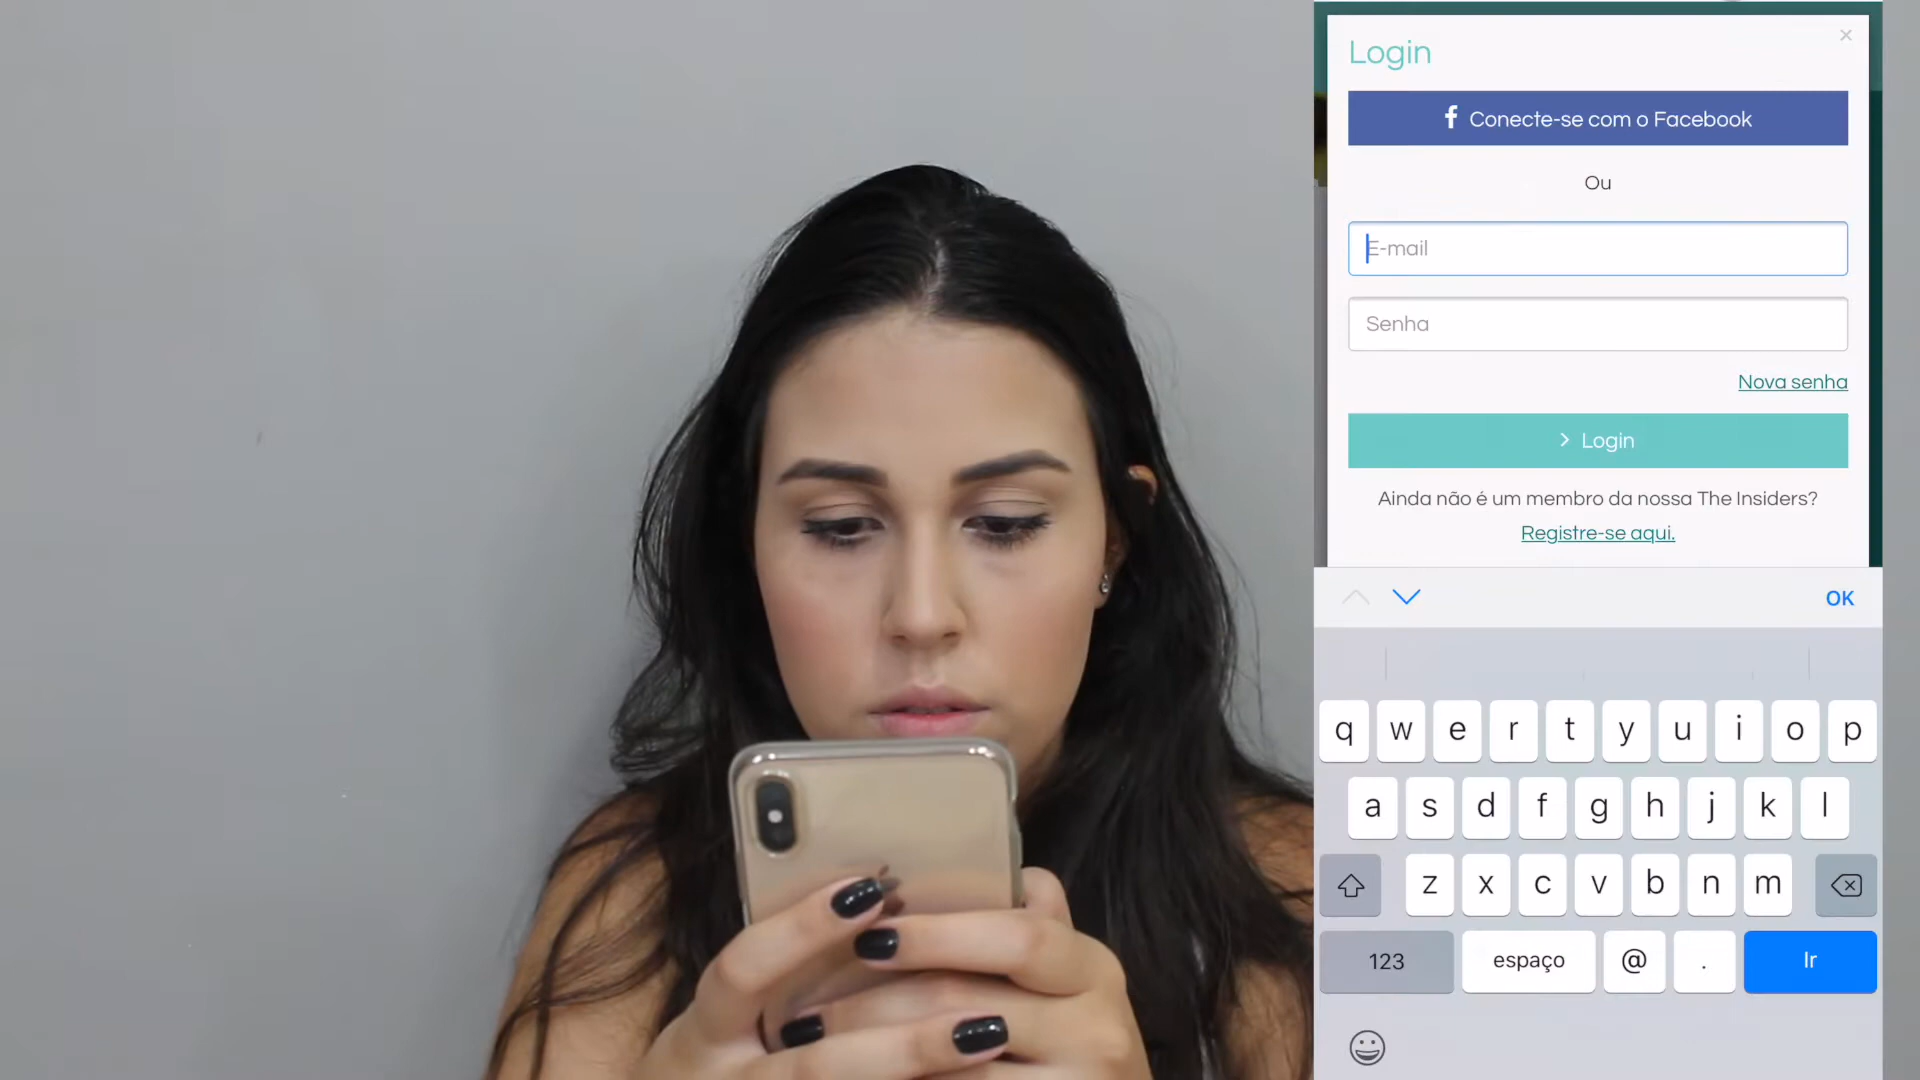 Login
Conecte-se com o Facebook
Ou
E-mail
Senha
Nova senha
Login
Ainda não é um membro da nossa The Insiders?
Registre-se aqui.
OK
q w e r t y u i o p
a s d f g h j k l
z x c v b n m
123 espaço @ . Ir